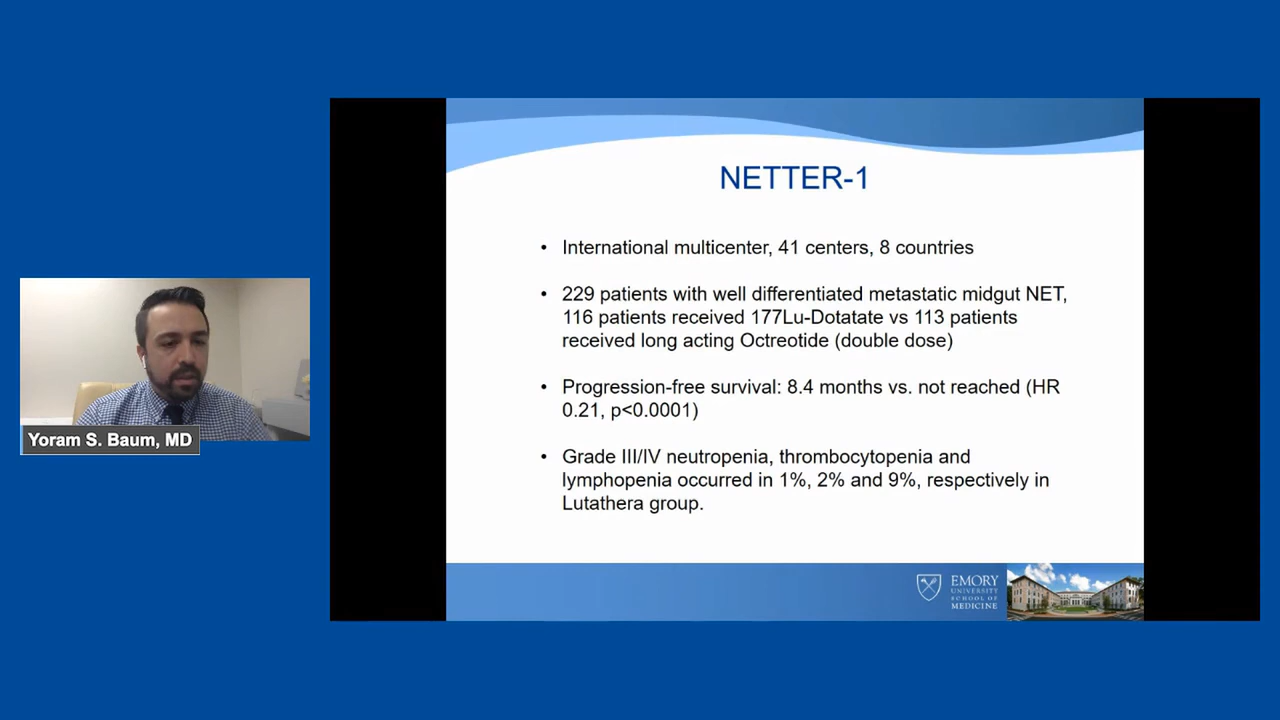 NETTER-1
• International multicenter, 41 centers, 8 countries
• 229 patients with well differentiated metastatic midgut NET,
116 patients received 177Lu-Dotatate vs 113 patients
received long acting Octreotide (double dose)
• Progression-free survival: 8.4 months vs. not reached (HR
0.21, p<0.0001)
• Grade III/IV neutropenia, thrombocytopenia and
lymphopenia occurred in 1%, 2% and 9%, respectively in
Lutathera group.
Yoram S. Baum, MD
EMORY
UNIVERSITY
SCHOOL OF
MEDICINE